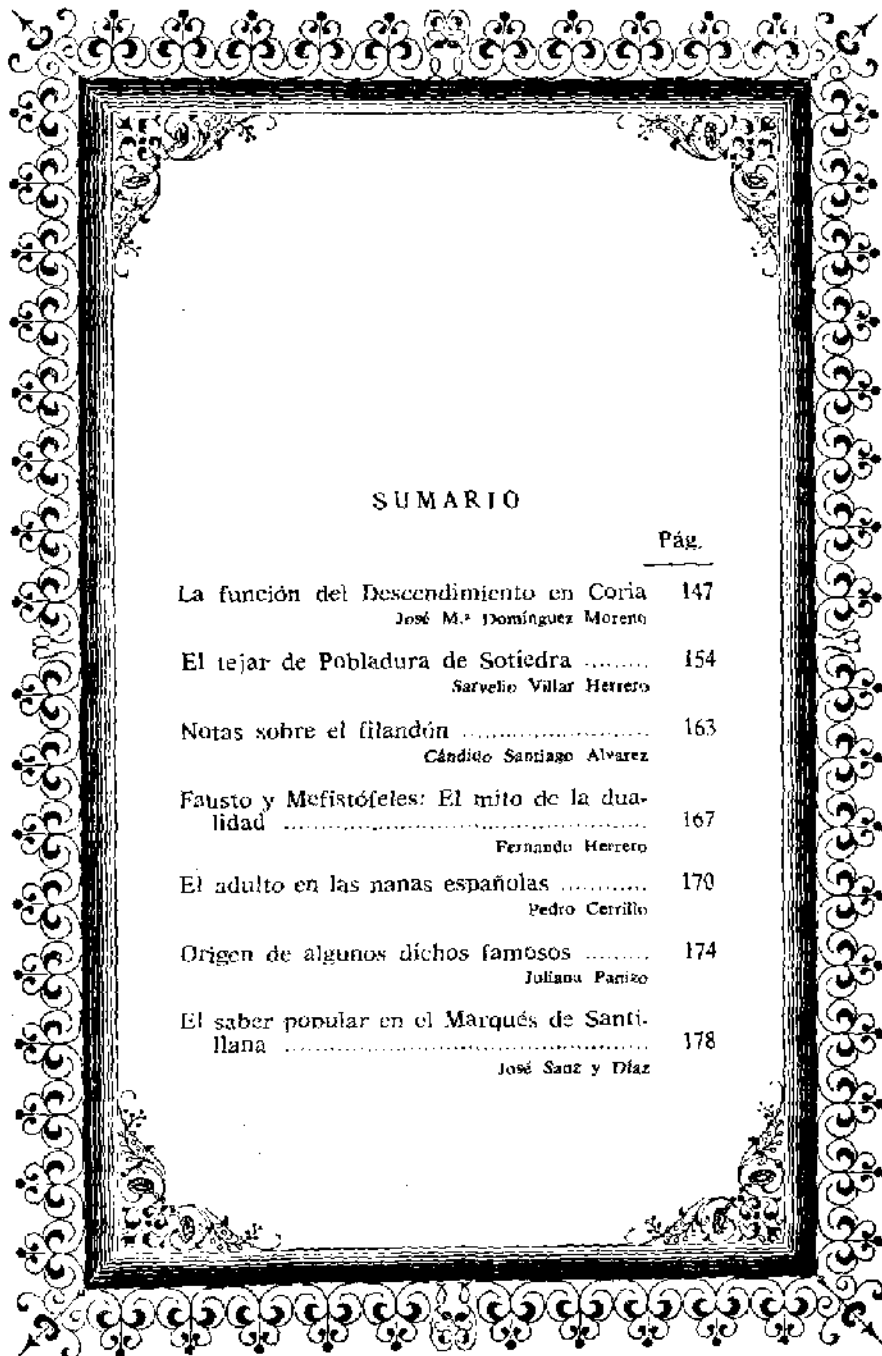 SUMARIO
Pág.
La función del Descendimiento en Coria 147
José M.ª Domínguez Moreno
El tejar de Pobladura de Sotiedra ......... 154
Sarvelio Villar Herrero
Notas sobre el filandón .......................... 163
Cándido Santiago Alvarez
Fausto y Mefistófeles: El mito de la dua-
lidad ................................................ 167
Fernando Herrero
El adulto en las nanas españolas ............ 170
Pedro Cerrillo
Origen de algunos dichos famosos ......... 174
Juliana Panizo
El saber popular en el Marqués de Santi-
llana ................................................ 178
José Sanz y Díaz